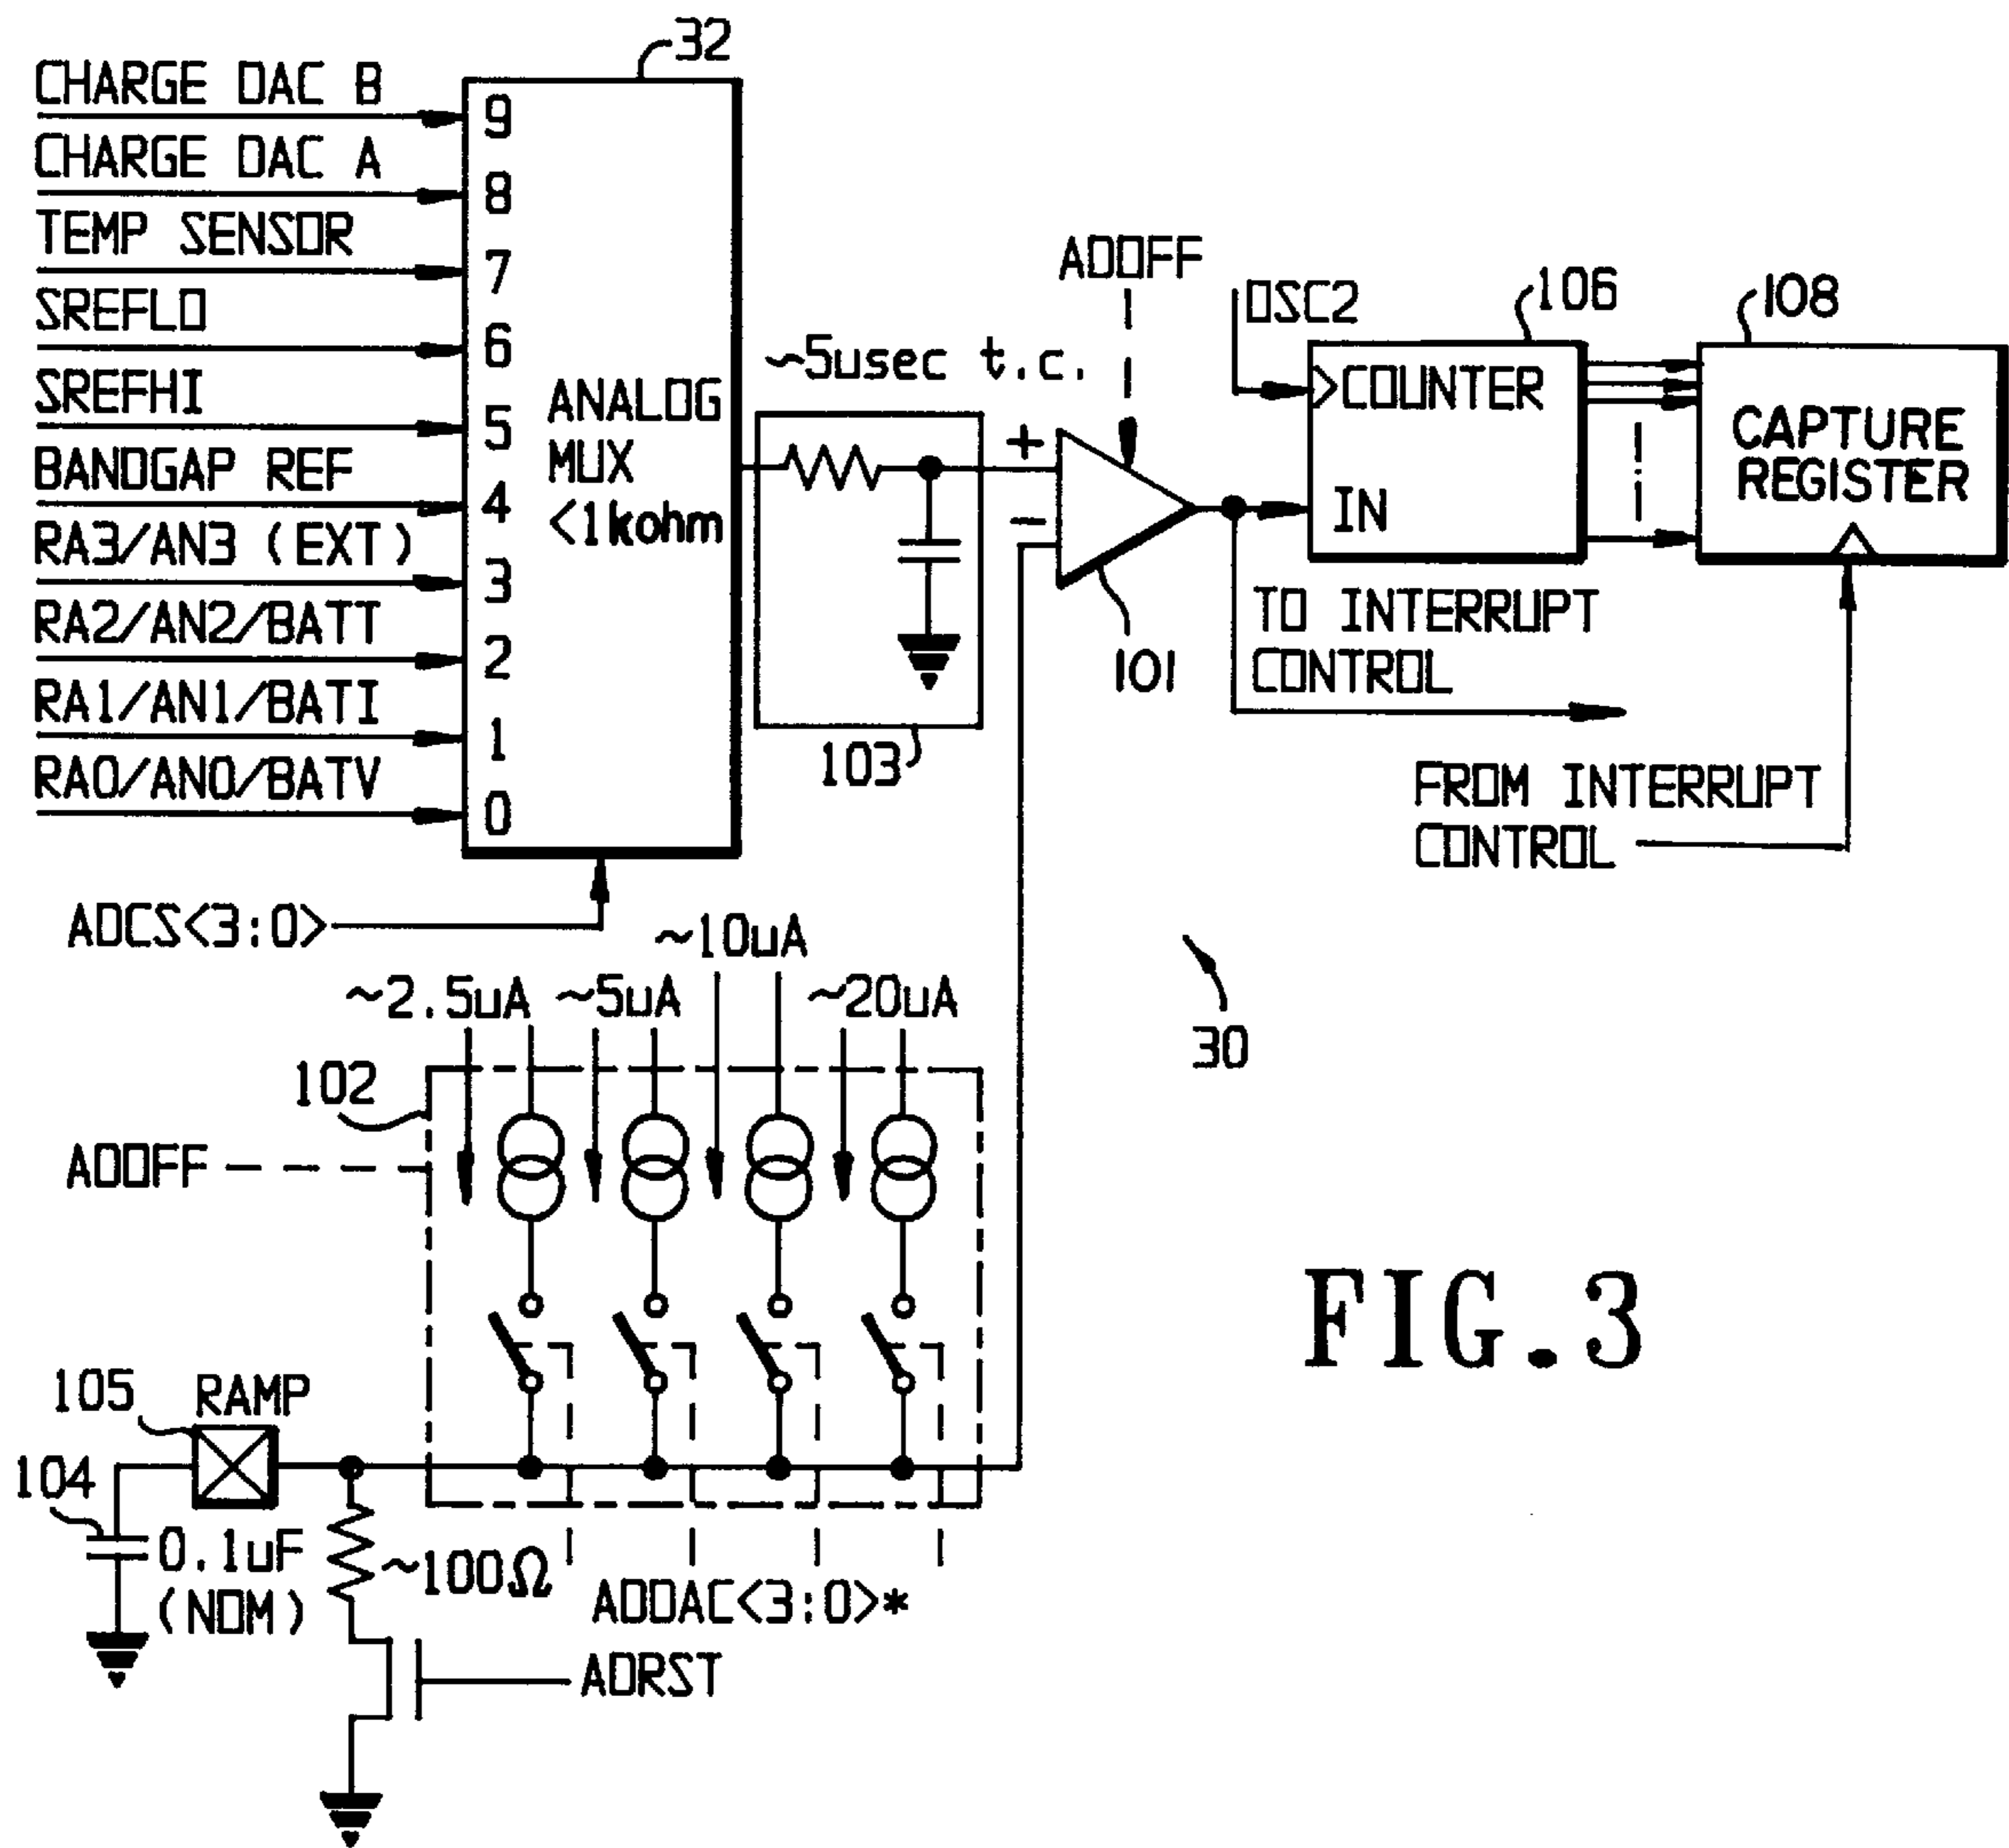 32
CHARGE DAC B
9
CHARGE DAC A
8
TEMP SENSOR
7
SREFLO
6
SREFHI
5
BANDGAP REF
4
RA3/AN3 (EXT)
3
RA2/AN2/BATT
2
RA1/AN1/BATI
1
RA0/AN0/BATV
0
ANALOG
MUX
<1kohm
ADCS<3:0>
~5usec t.c.
103
ADOFF
+
−
101
OSC2
106
>COUNTER
IN
108
CAPTURE
REGISTER
TO INTERRUPT
CONTROL
FROM INTERRUPT
CONTROL
30
~2.5uA
~5uA
~10uA
~20uA
102
ADOFF
105
RAMP
104
0.1uF
(NOM)
~100Ω
ADDAC<3:0>*
ADRST
FIG.3